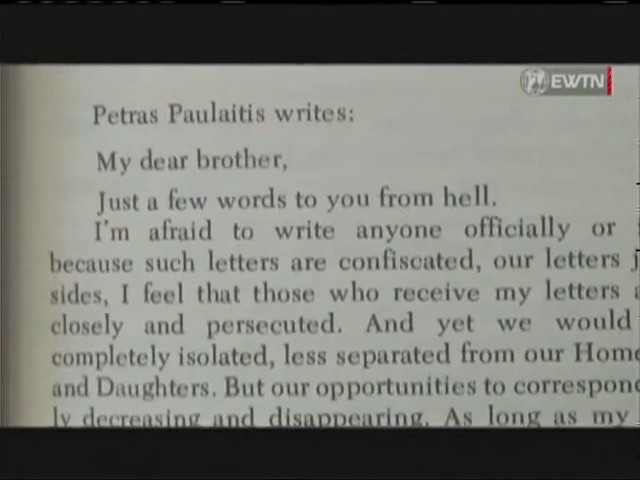 EWTN
Petras Paulaitis writes:
My dear brother,
Just a few words to you from hell.
I'm afraid to write anyone officially or
because such letters are confiscated, our letters
sides, I feel that those who receive my letters
closely and persecuted. And yet we would
completely isolated, less separated from our Home
and Daughters. But our opportunities to correspond
ly decreasing and disappearing. As long as my